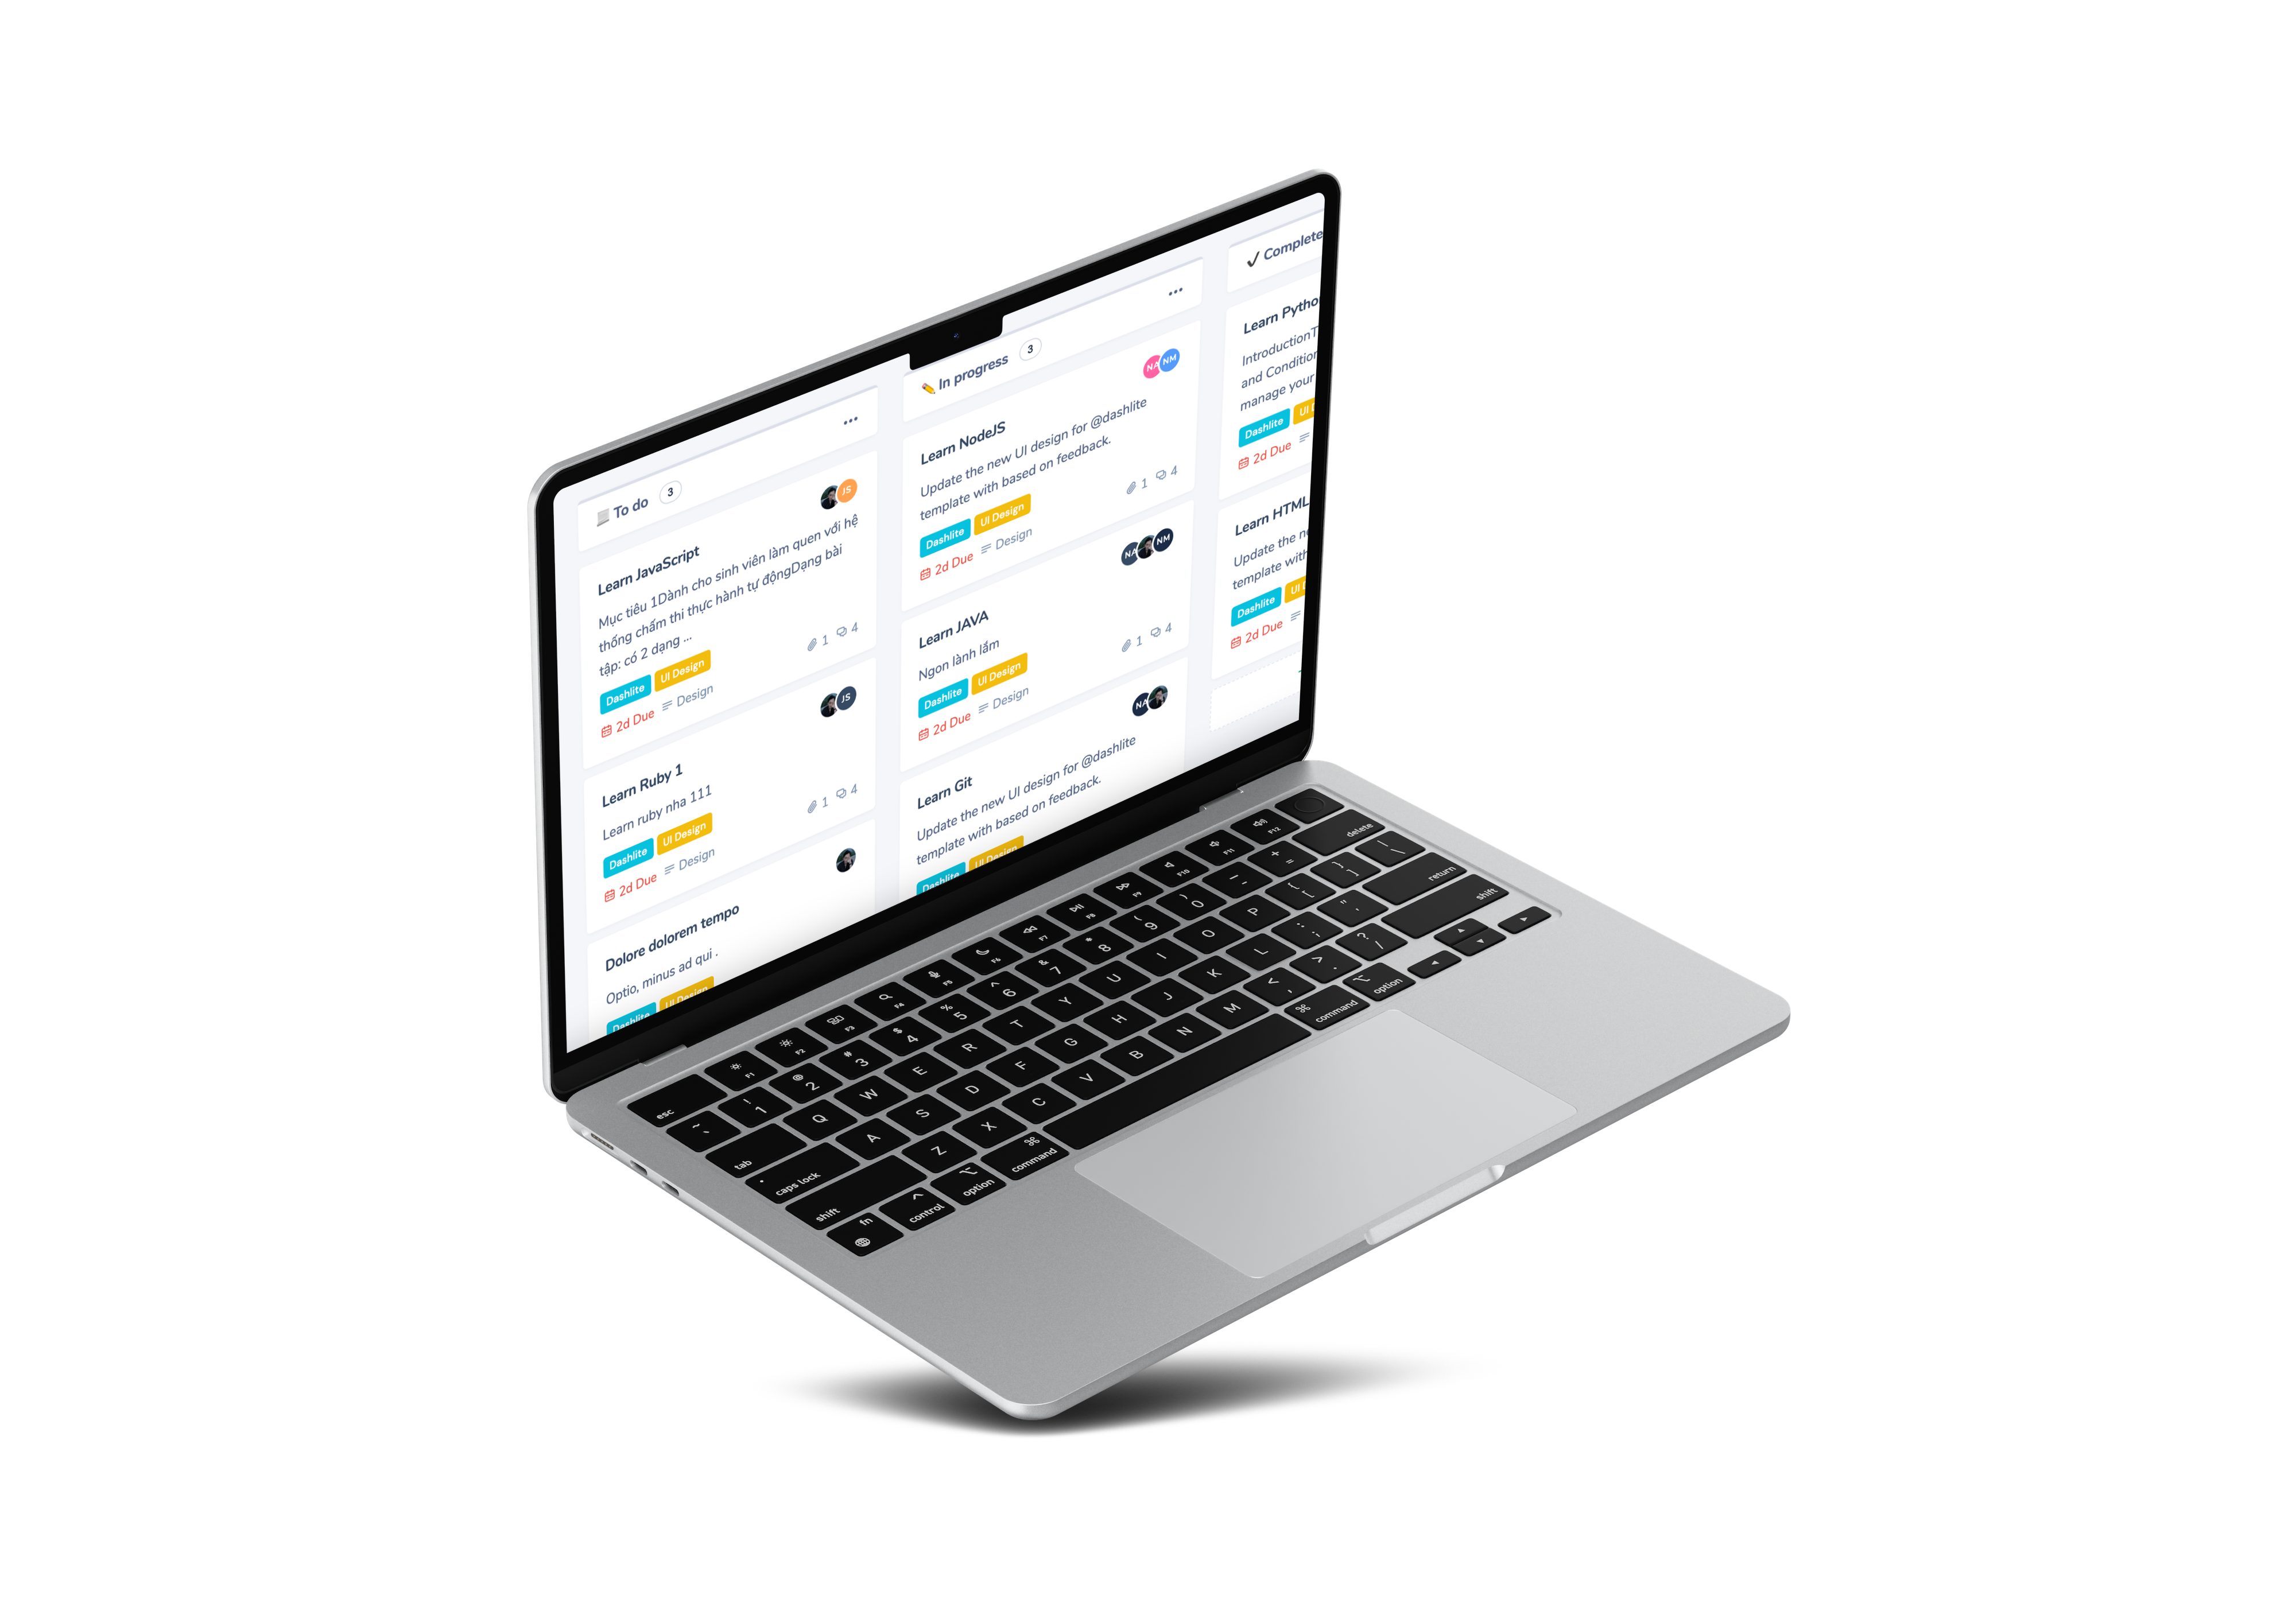 To do 3
Learn JavaScript
JS
Mục tiêu 1Dành cho sinh viên làm quen với hệ
thống chấm thi thực hành tự độngDạng bài
tập: có 2 dạng ...
Dashlite UI Design
1 4
2d Due Design
Learn Ruby 1
JS
Learn ruby nha 111
Dashlite UI Design
1 4
2d Due Design
Dolore dolorem tempo
Optio, minus ad qui .
Dashlite UI Design
In progress 3
Learn NodeJS
NA NM
Update the new UI design for @dashlite
template with based on feedback.
Dashlite UI Design
1 4
2d Due Design
Learn JAVA
NA NM
Ngon lành lắm
Dashlite UI Design
1 4
2d Due Design
Learn Git
NA
Update the new UI design for @dashlite
template with based on feedback.
Dashlite UI Design
Complete
Learn Pytho
IntroductionT
and Condition
manage your
Dashlite UI
2d Due
Learn HTML
Update the n
template with
Dashlite UI
2d Due
esc F1 F2 F3 F4 F5 F6 F7 F8 F9 F10 F11 F12
~ ` ! 1 @ 2 # 3 $ 4 % 5 ^ 6 & 7 * 8 ( 9 ) 0 — - + = delete
tab Q W E R T Y U I O P { [ } ] | \
caps lock A S D F G H J K L : ; " ' return
shift Z X C V B N M < , > . ? / shift
fn control option command command option